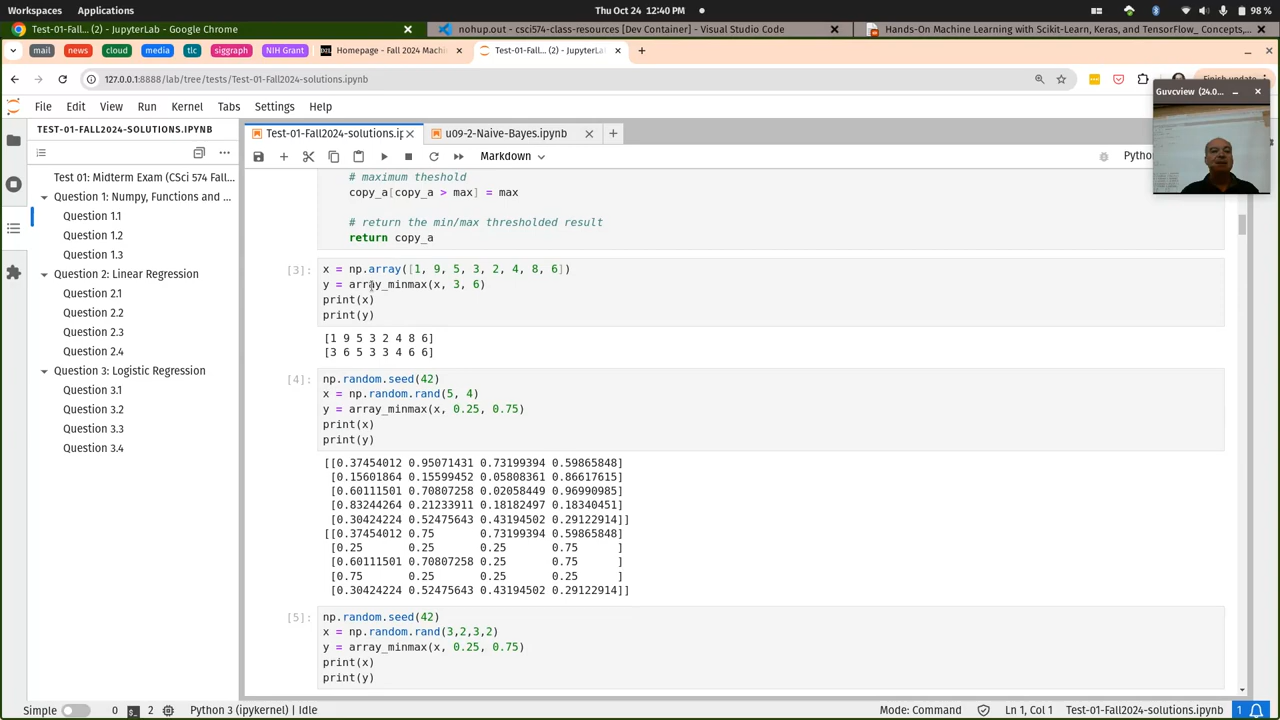 Workspaces Applications Thu Oct 24 12:40 PM 98 %
Test-01-Fall... (2) - JupyterLab - Google Chrome
nohup.out - csci574-class-resources [Dev Container] - Visual Studio Code
Hands-On Machine Learning with Scikit-Learn, Keras, and TensorFlow_ Concepts,...
mail news cloud media tlc siggraph NIH Grant Homepage - Fall 2024 Machi Test-01-Fall... (2) - JupyterLa
127.0.0.1:8888/lab/tree/tests/Test-01-Fall2024-solutions.ipynb
Finish update
Guvcview (24.0...
File Edit View Run Kernel Tabs Settings Help
TEST-01-FALL2024-SOLUTIONS.IPYNB
Test-01-Fall2024-solutions.ip
u09-2-Naive-Bayes.ipynb
Markdown
Pytho
Test 01: Midterm Exam (CSci 574 Fall...
Question 1: Numpy, Functions and ...
Question 1.1
Question 1.2
Question 1.3
Question 2: Linear Regression
Question 2.1
Question 2.2
Question 2.3
Question 2.4
Question 3: Logistic Regression
Question 3.1
Question 3.2
Question 3.3
Question 3.4
# maximum theshold
copy_a[copy_a > max] = max
# return the min/max thresholded result
return copy_a
[3]: x = np.array([1, 9, 5, 3, 2, 4, 8, 6])
y = array_minmax(x, 3, 6)
print(x)
print(y)
[1 9 5 3 2 4 8 6]
[3 6 5 3 3 4 6 6]
[4]: np.random.seed(42)
x = np.random.rand(5, 4)
y = array_minmax(x, 0.25, 0.75)
print(x)
print(y)
[[0.37454012 0.95071431 0.73199394 0.59865848]
[0.15601864 0.15599452 0.05808361 0.86617615]
[0.60111501 0.70807258 0.02058449 0.96990985]
[0.83244264 0.21233911 0.18182497 0.18340451]
[0.30424224 0.52475643 0.43194502 0.29122914]]
[[0.37454012 0.75 0.73199394 0.59865848]
[0.25 0.25 0.25 0.75 ]
[0.60111501 0.70807258 0.25 0.75 ]
[0.75 0.25 0.25 0.25 ]
[0.30424224 0.52475643 0.43194502 0.29122914]]
[5]: np.random.seed(42)
x = np.random.rand(3,2,3,2)
y = array_minmax(x, 0.25, 0.75)
print(x)
print(y)
Simple 0 2 Python 3 (ipykernel) | Idle Mode: Command Ln 1, Col 1 Test-01-Fall2024-solutions.ipynb 1